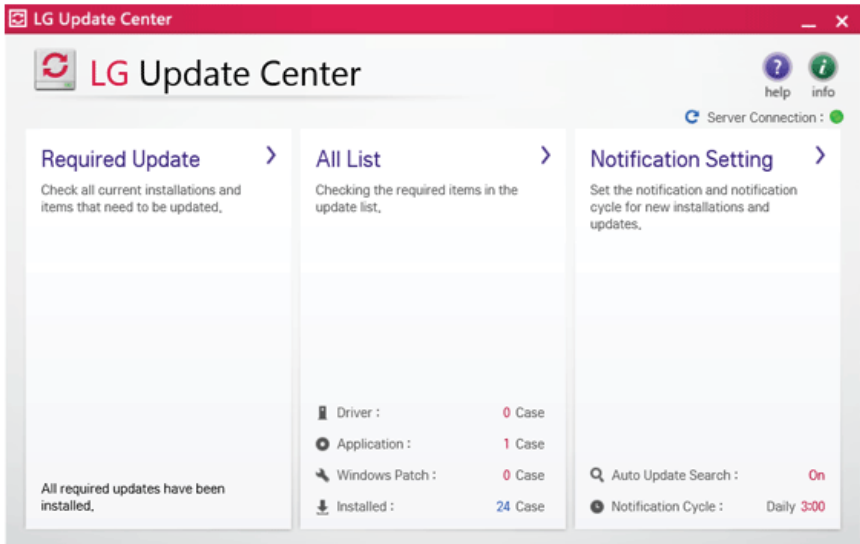 LG Update Center
LG Update Center
help
info
Server Connection :
Required Update
Check all current installations and
items that need to be updated.
All required updates have been
installed.
All List
Checking the required items in the
update list.
Driver : 0 Case
Application : 1 Case
Windows Patch : 0 Case
Installed : 24 Case
Notification Setting
Set the notification and notification
cycle for new installations and
updates.
Auto Update Search : On
Notification Cycle : Daily 3:00